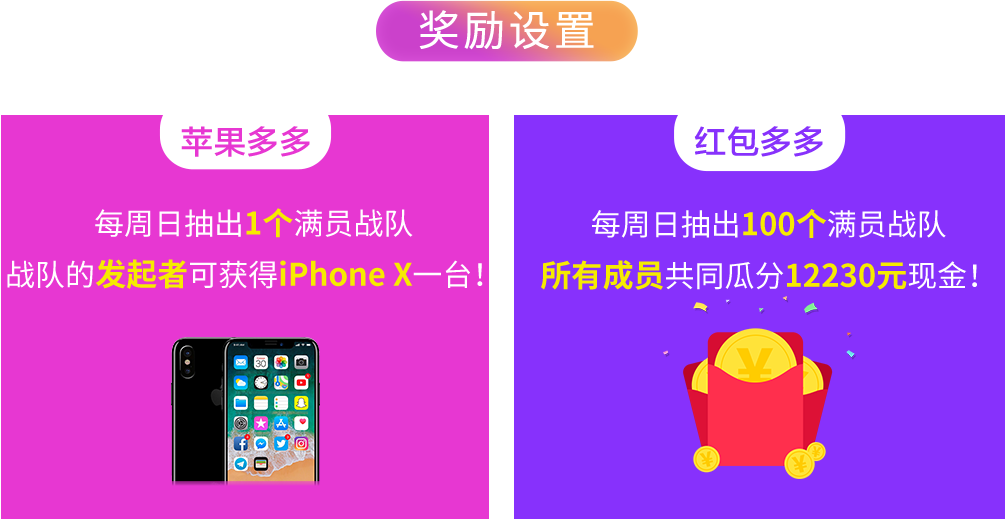 奖励设置
苹果多多
每周日抽出1个满员战队
战队的发起者可获得iPhone X一台！
红包多多
每周日抽出100个满员战队
所有成员共同瓜分12230元现金！
30
¥
¥
¥